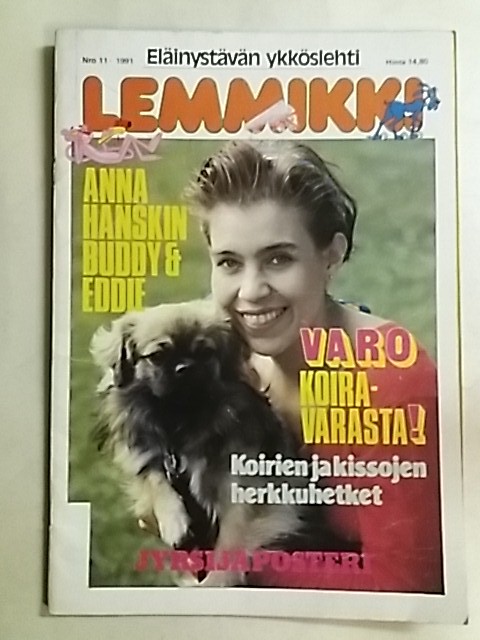 Nro 11 · 1991
Eläinystävän ykköslehti
Hinta 14,80
LEMMIKKI
ANNA
HANSKIN
BUDDY &
EDDIE
VARO
KOIRA-
VARASTA!
Koirien ja kissojen
herkkuhetket
JYRSIJÄPOSTERI